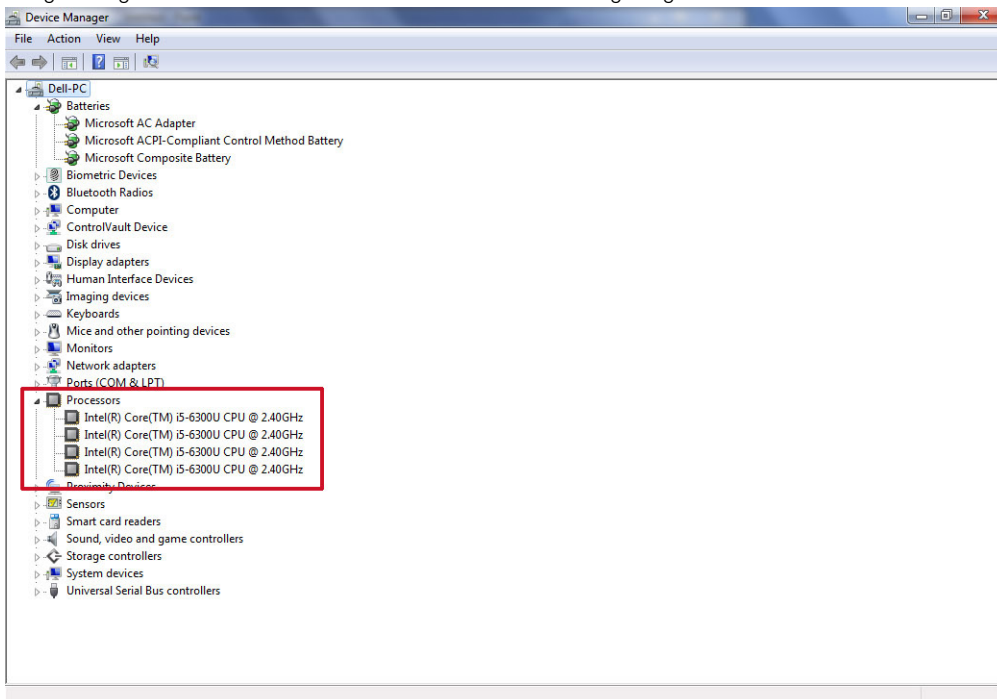 Device Manager
File Action View Help
Dell-PC
Batteries
Microsoft AC Adapter
Microsoft ACPI-Compliant Control Method Battery
Microsoft Composite Battery
Biometric Devices
Bluetooth Radios
Computer
ControlVault Device
Disk drives
Display adapters
Human Interface Devices
Imaging devices
Keyboards
Mice and other pointing devices
Monitors
Network adapters
Ports (COM & LPT)
Processors
Intel(R) Core(TM) i5-6300U CPU @ 2.40GHz
Intel(R) Core(TM) i5-6300U CPU @ 2.40GHz
Intel(R) Core(TM) i5-6300U CPU @ 2.40GHz
Intel(R) Core(TM) i5-6300U CPU @ 2.40GHz
Proximity Devices
Sensors
Smart card readers
Sound, video and game controllers
Storage controllers
System devices
Universal Serial Bus controllers